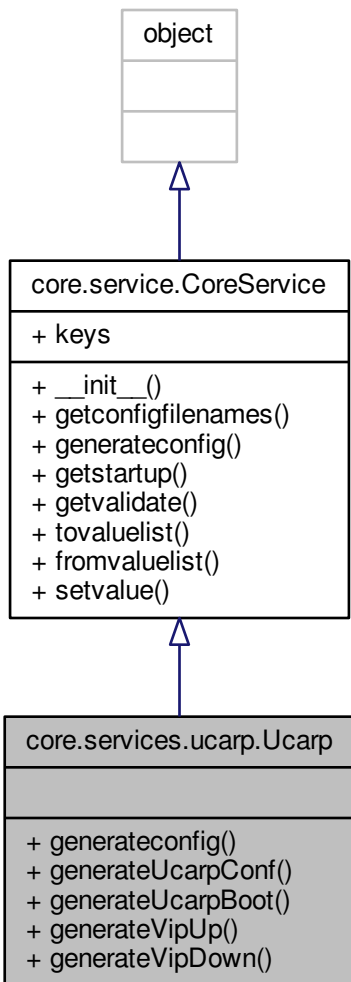 object
core.service.CoreService
+ keys
+ __init__()
+ getconfigfilenames()
+ generateconfig()
+ getstartup()
+ getvalidate()
+ tovaluelist()
+ fromvaluelist()
+ setvalue()
core.services.ucarp.Ucarp
+ generateconfig()
+ generateUcarpConf()
+ generateUcarpBoot()
+ generateVipUp()
+ generateVipDown()